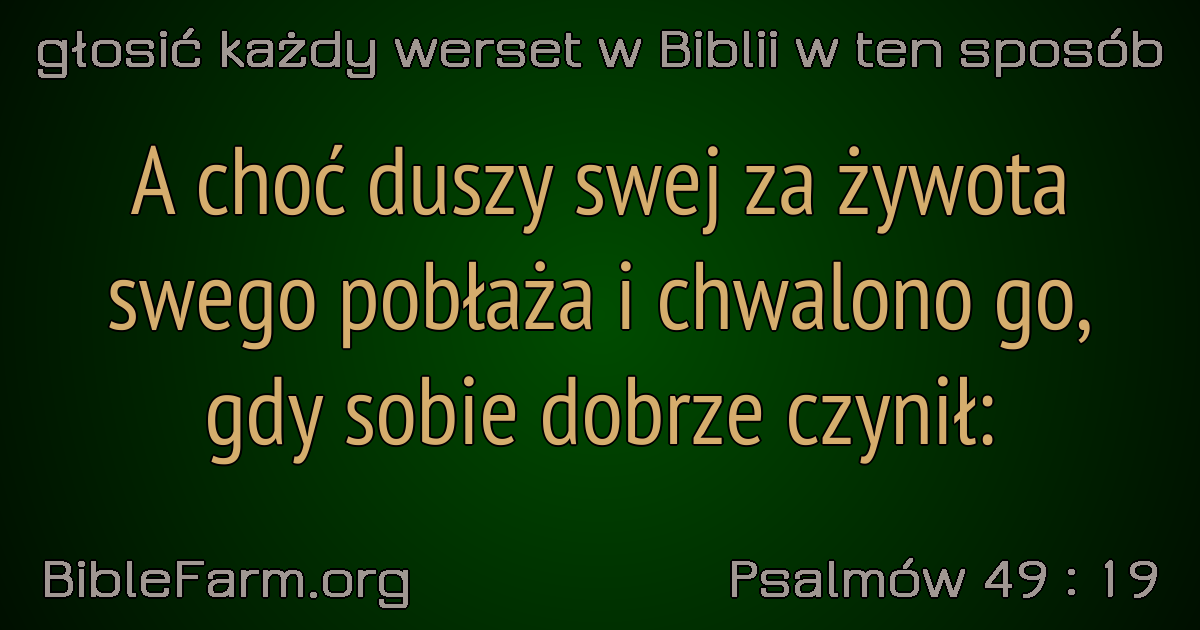 głosić każdy werset w Biblii w ten sposób
A choć duszy swej za żywota
swego pobłaża i chwalono go,
gdy sobie dobrze czynił:
BibleFarm.org
Psalmów 49 : 19